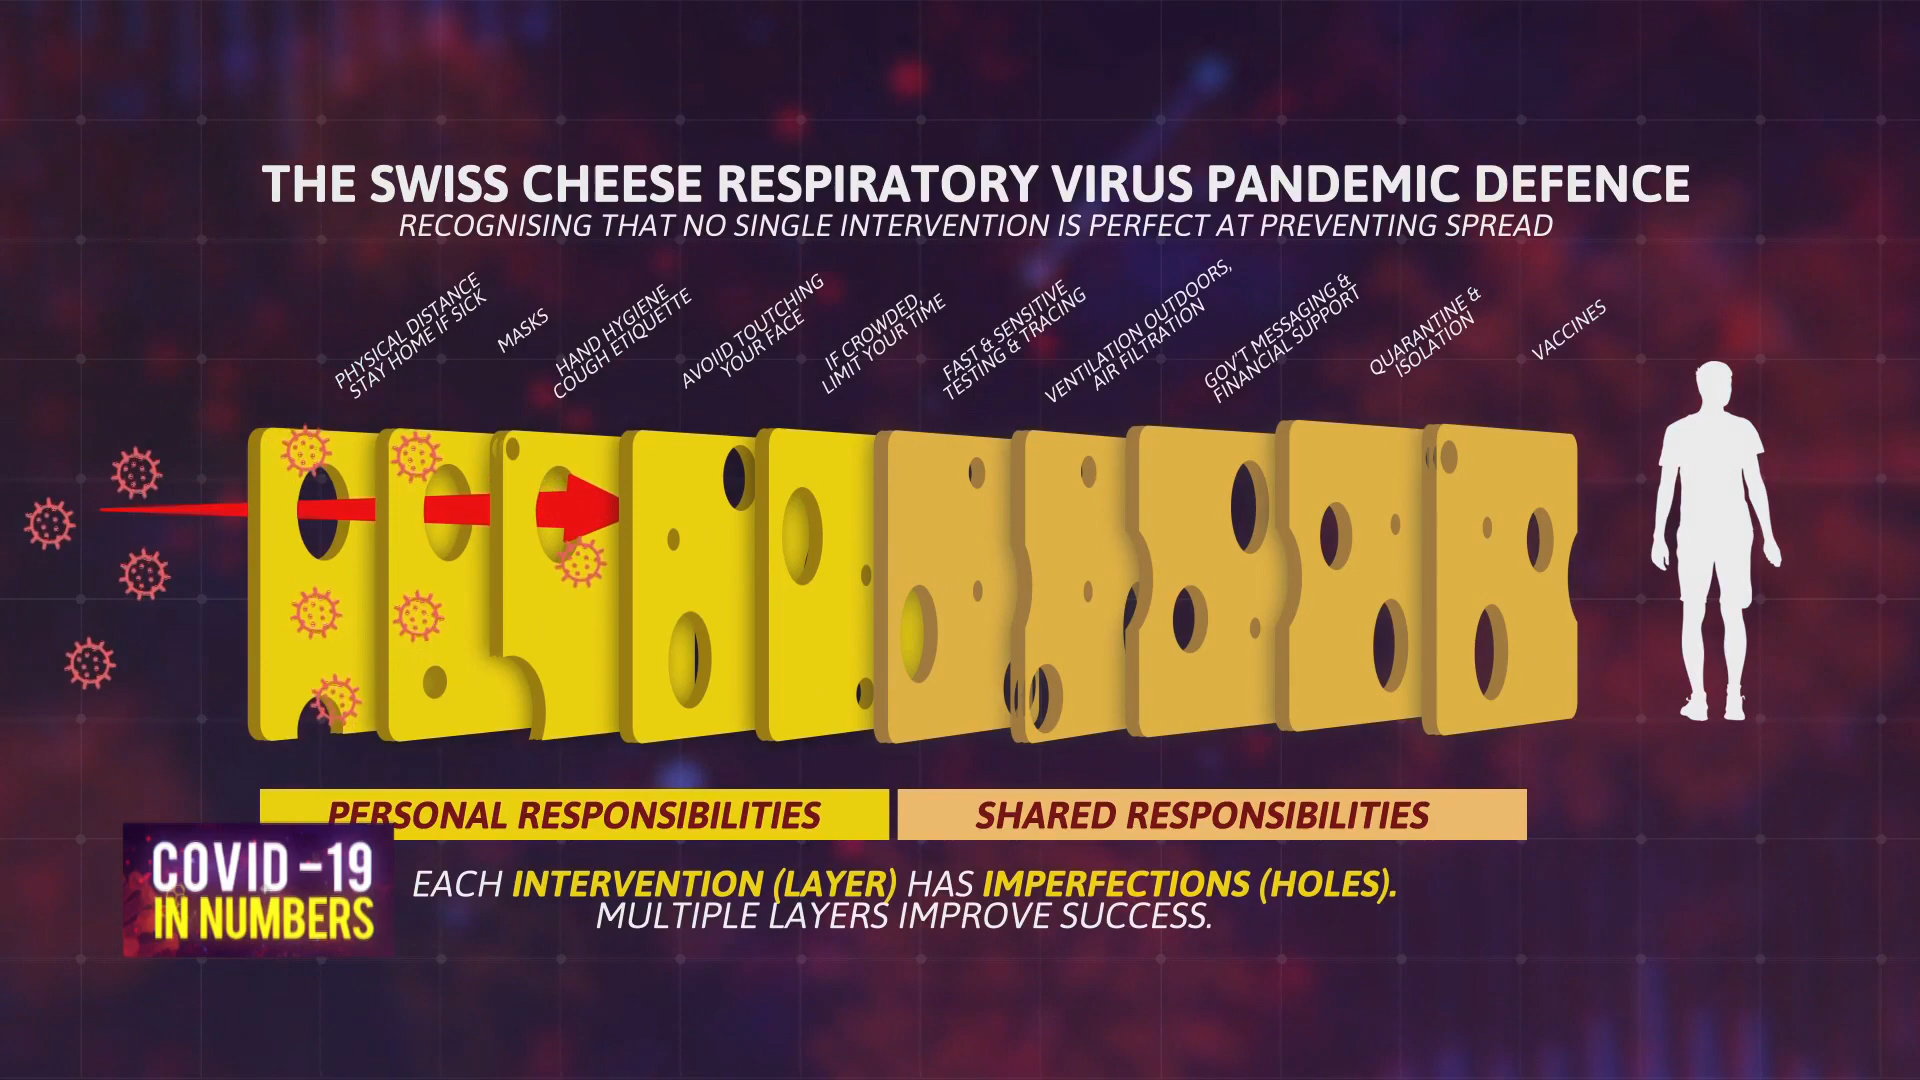 THE SWISS CHEESE RESPIRATORY VIRUS PANDEMIC DEFENCE
RECOGNISING THAT NO SINGLE INTERVENTION IS PERFECT AT PREVENTING SPREAD
PHYSICAL DISTANCE
STAY HOME IF SICK
MASKS
HAND HYGIENE
COUGH ETIQUETTE
AVOIID TOUTCHING
YOUR FACE
IF CROWDED,
LIMIT YOUR TIME
FAST & SENSITIVE
TESTING & TRACING
VENTILATION OUTDOORS,
AIR FILTRATION
GOV'T MESSAGING &
FINANCIAL SUPPORT
QUARANTINE &
ISOLATION
VACCINES
PERSONAL RESPONSIBILITIES
SHARED RESPONSIBILITIES
COVID -19
IN NUMBERS
EACH INTERVENTION (LAYER) HAS IMPERFECTIONS (HOLES).
MULTIPLE LAYERS IMPROVE SUCCESS.